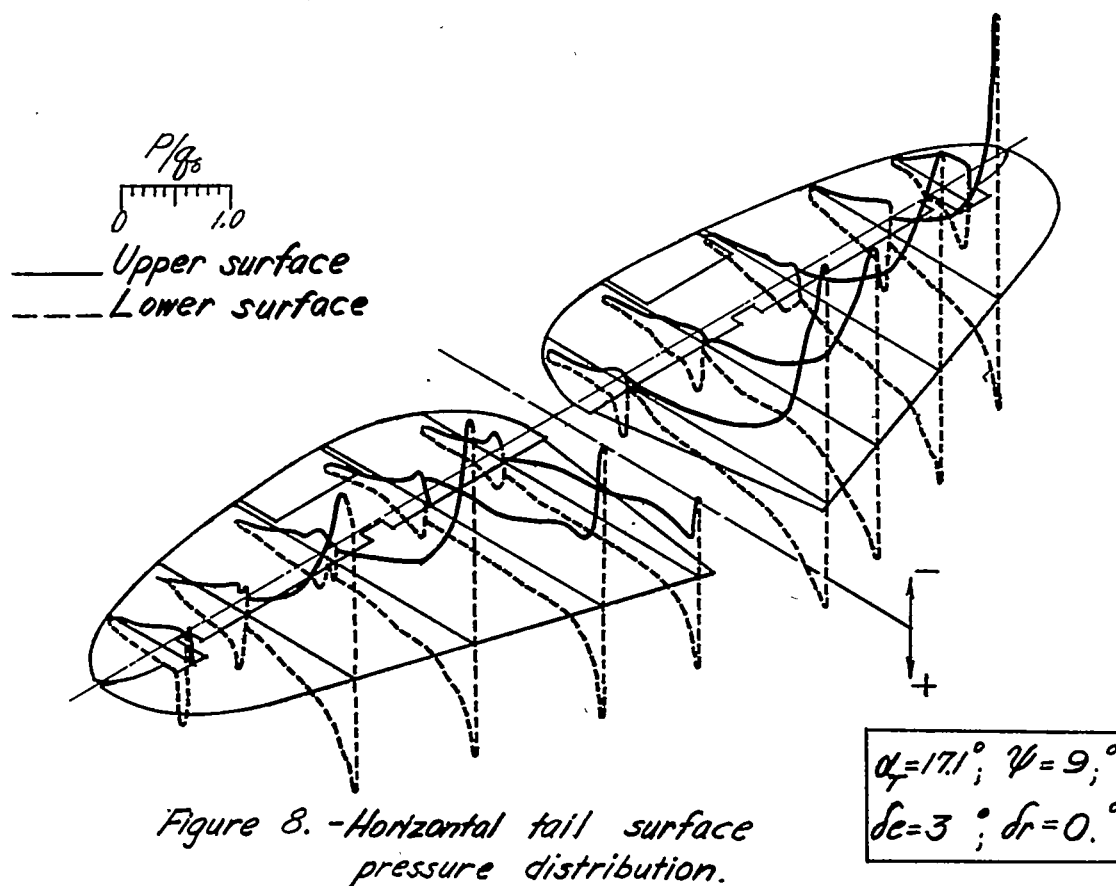 P/q₀
0 1.0
Upper surface
Lower surface
−
+
α_T=17.1°; ψ=9;°
δe=3 °; δr=0.°
Figure 8. -Horizontal tail surface
pressure distribution.